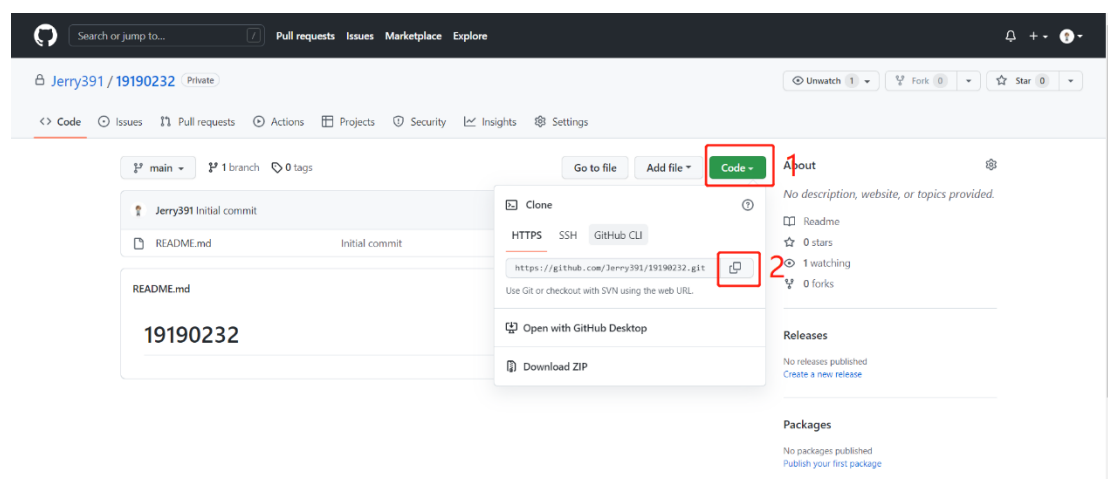 Search or jump to... / Pull requests Issues Marketplace Explore
Jerry391 / 19190232 Private Unwatch 1 Fork 0 Star 0
<> Code Issues Pull requests Actions Projects Security Insights Settings
main 1 branch 0 tags Go to file Add file Code 1
Jerry391 Initial commit
README.md Initial commit
README.md
19190232
Clone
HTTPS SSH GitHub CLI
https://github.com/Jerry391/19190232.git 2
Use Git or checkout with SVN using the web URL.
Open with GitHub Desktop
Download ZIP
About
No description, website, or topics provided.
Readme
0 stars
1 watching
0 forks
Releases
No releases published
Create a new release
Packages
No packages published
Publish your first package